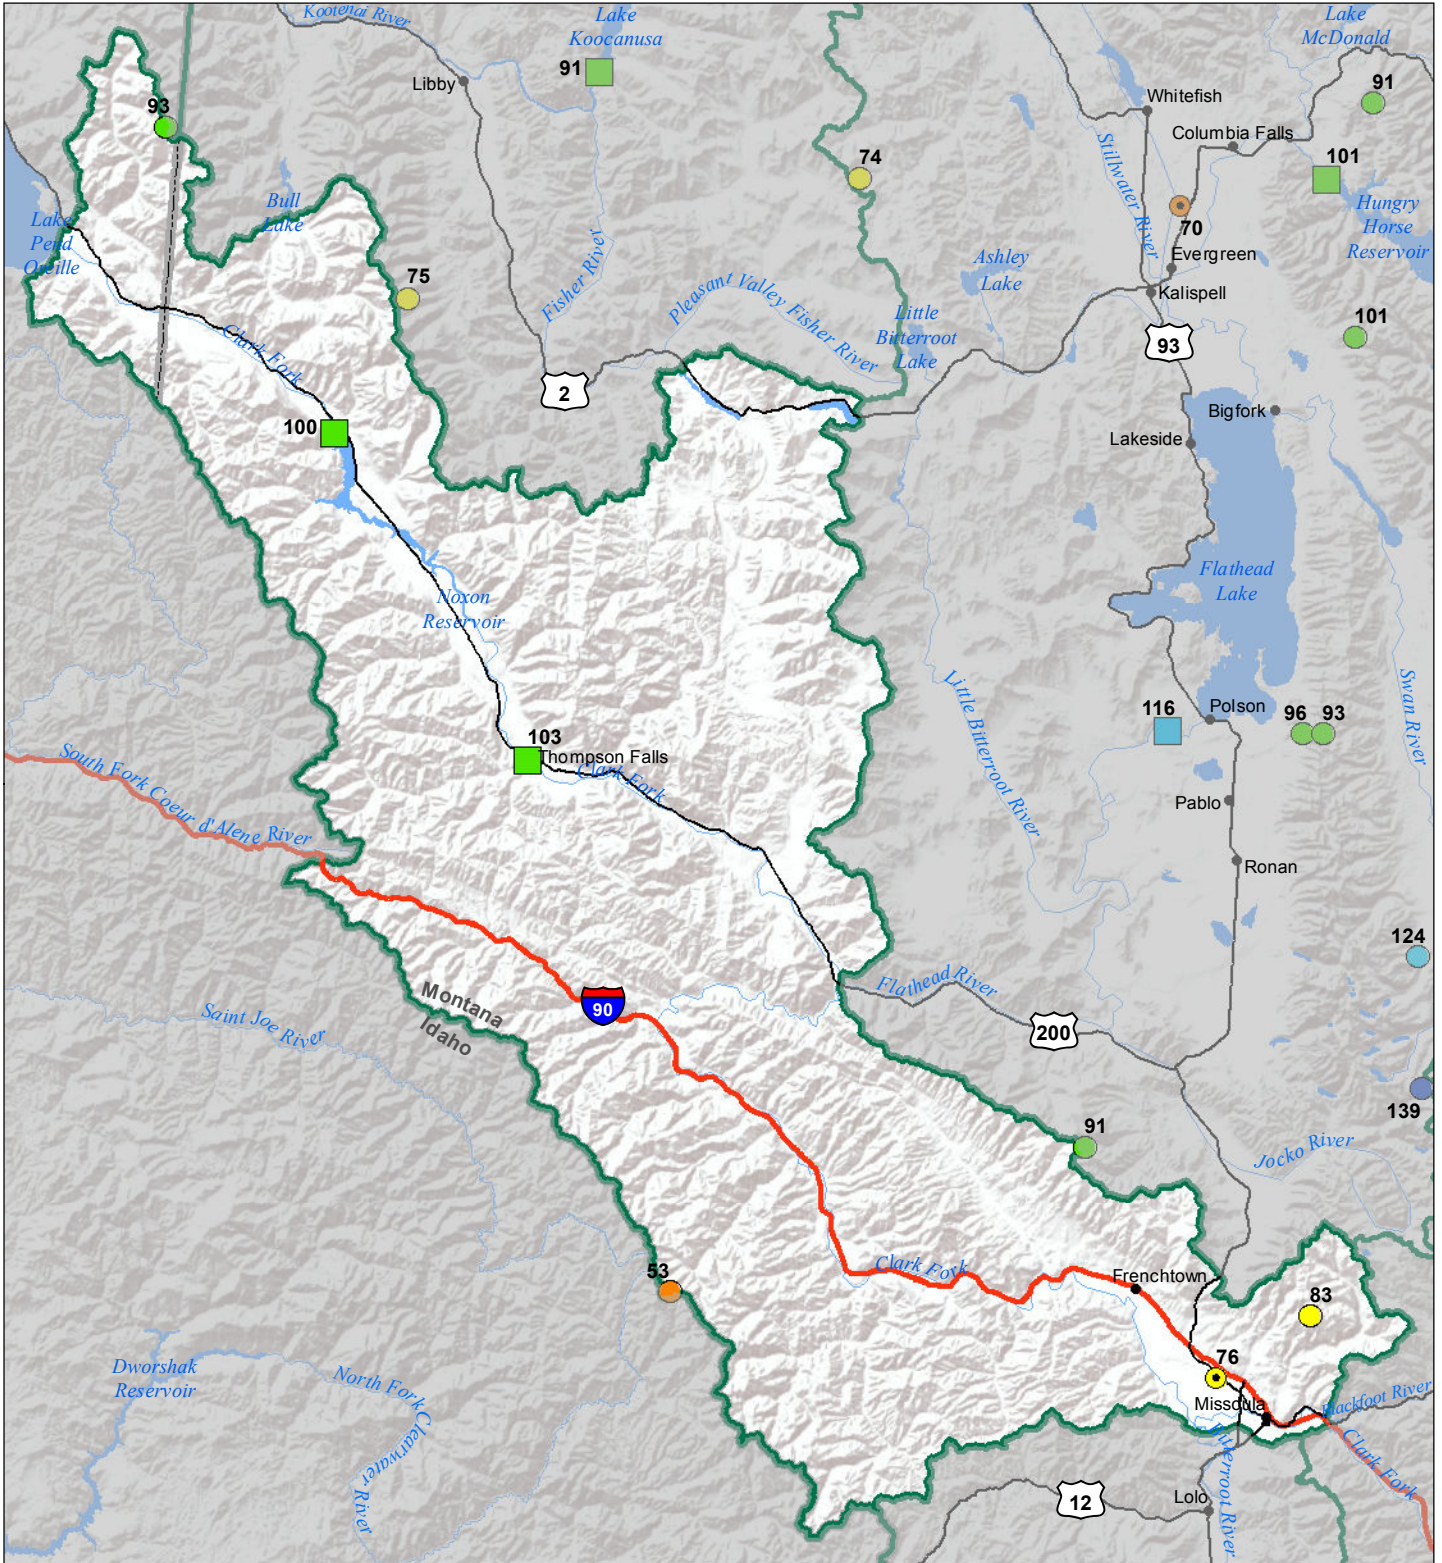 Kootenai River
Lake
Koocanusa
Lake
McDonald
91
Libby
91
Whitefish
93
Columbia Falls
101
74
Stillwater River
Bull
Lake
Hungry
Horse
Reservoir
70
Lake
Pend
Oreille
Evergreen
Ashley
Lake
75
Fisher River
Pleasant Valley Fisher River
Kalispell
Little
Bitterroot
Lake
101
93
Clark Fork
2
Bigfork
100
Lakeside
Flathead
Lake
Noxon
Reservoir
Swan River
Little Bitterroot River
116
Polson
96
93
103
Thompson Falls
Clark Fork
South Fork Coeur d'Alene River
Pablo
Ronan
124
Flathead River
Montana
Idaho
90
Saint Joe River
200
139
91
Jocko River
Clark Fork
53
Frenchtown
83
76
Dworshak
Reservoir
North Fork Clearwater River
Missoula
Blackfoot River
Bitterroot River
Clark Fork
12
Lolo